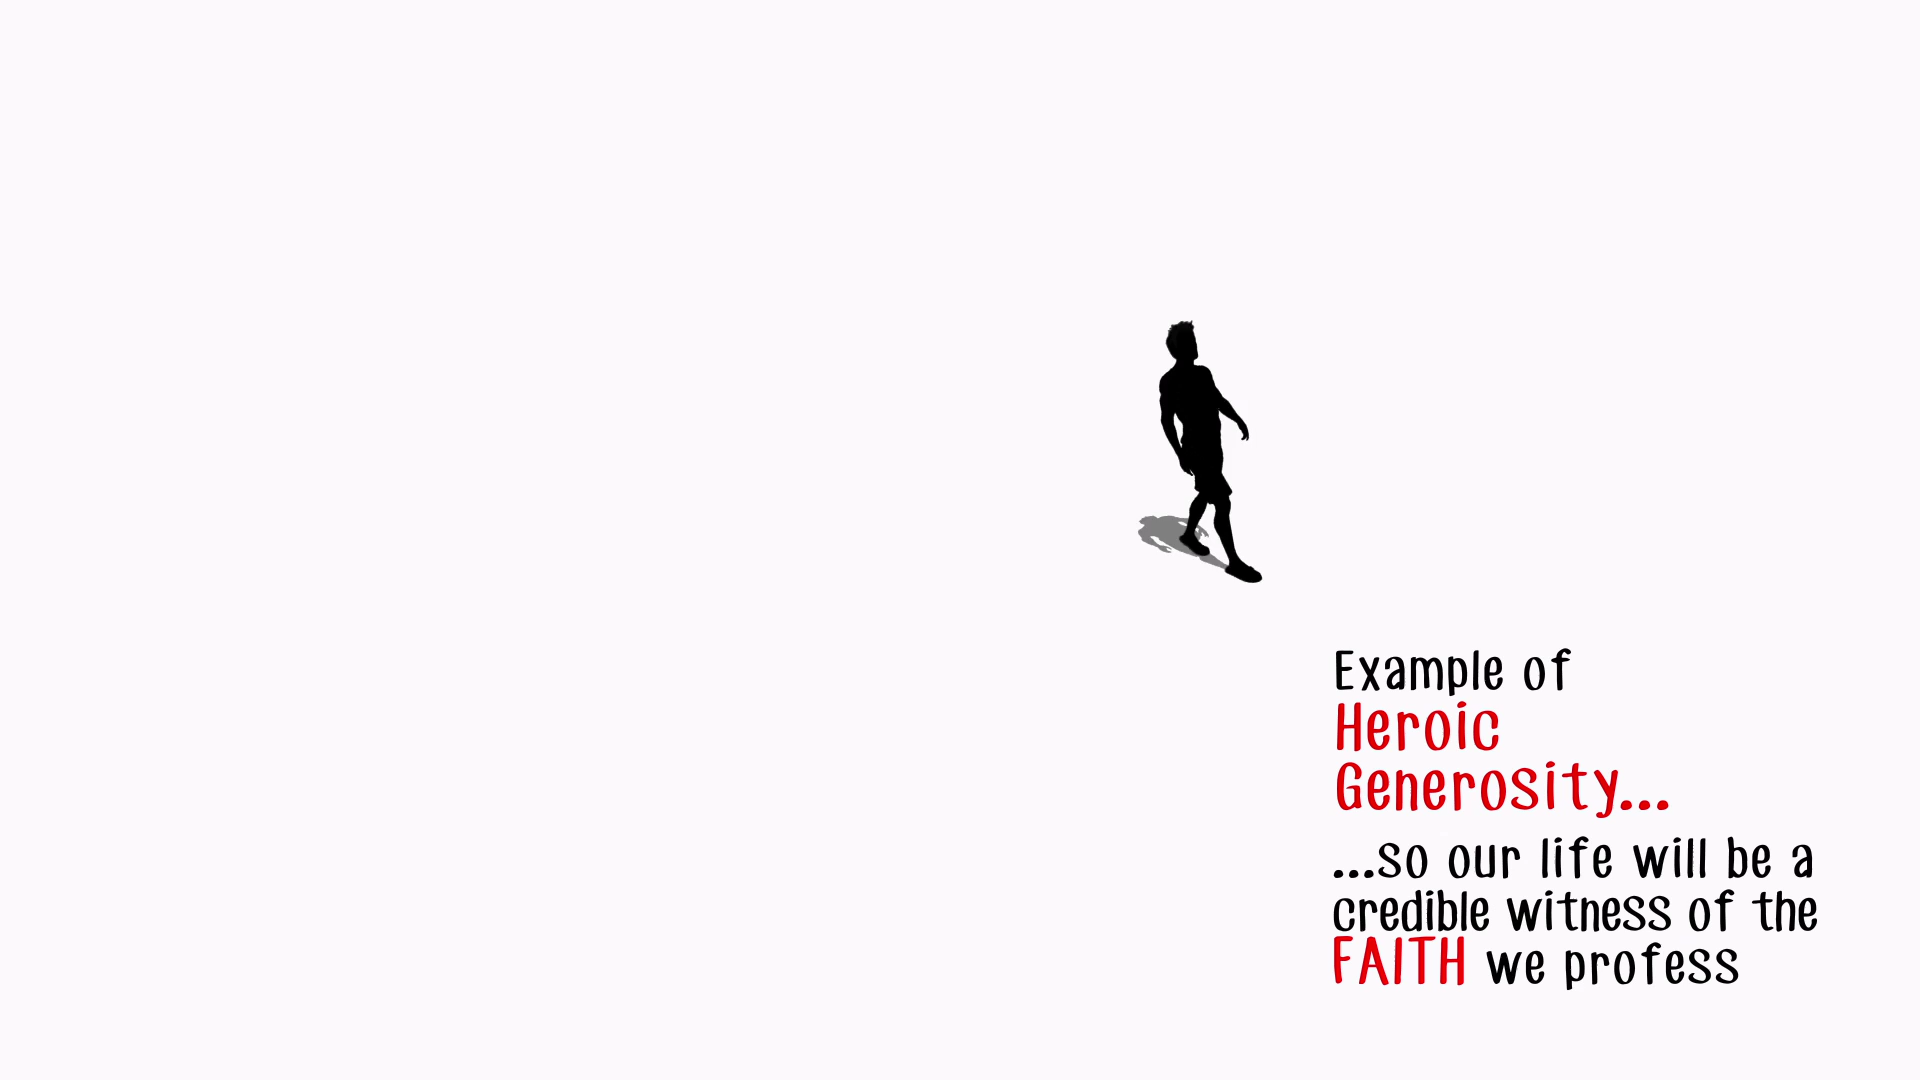 Example of
Heroic
Generosity...
...so our life will be a
credible witness of the
FAITH we profess